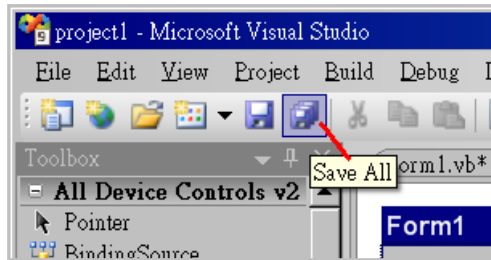 project1 - Microsoft Visual Studio
File Edit View Project Build Debug
Toolbox
Save All
Form1.vb*
All Device Controls v2
Pointer
Form1
BindingSource